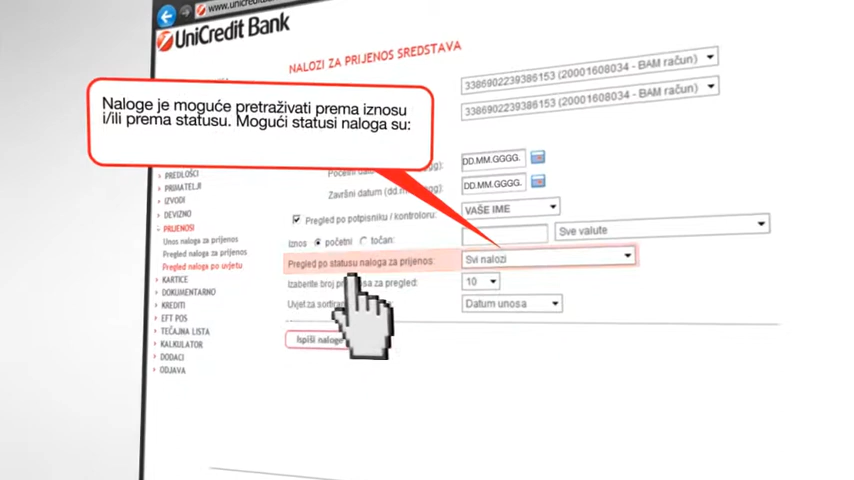 www.unicredit
UniCredit Bank
NALOZI ZA PRIJENOS SREDSTAVA
3386902239386153 (20001608034 - BAM račun)
3386902239386153 (20001608034 - BAM račun)
Naloge je moguće pretraživati prema iznosu
i/ili prema statusu. Mogući statusi naloga su:
DD.MM.GGGG.
Završni datum (dd.m
DD.MM.GGGG.
Pregled po potpisniku / kontroloru:
VAŠE IME
Iznos početni točan:
Sve valute
Pregled po statusu naloga za prijenos:
Svi nalozi
Izaberite broj za pregled:
10
Uvjet za
Datum unosa
Ispiši naloge
PREDLOŠCI
PRIMATELJI
IZVODI
DEVIZNO
PRIJENOSI
Unos naloga za prijenos
Pregled naloga za prijenos
Pregled naloga po uvjetu
KARTICE
DOKUMENTARNO
KREDITI
EFT POS
TEČAJNA LISTA
KALKULATOR
DODACI
ODJAVA